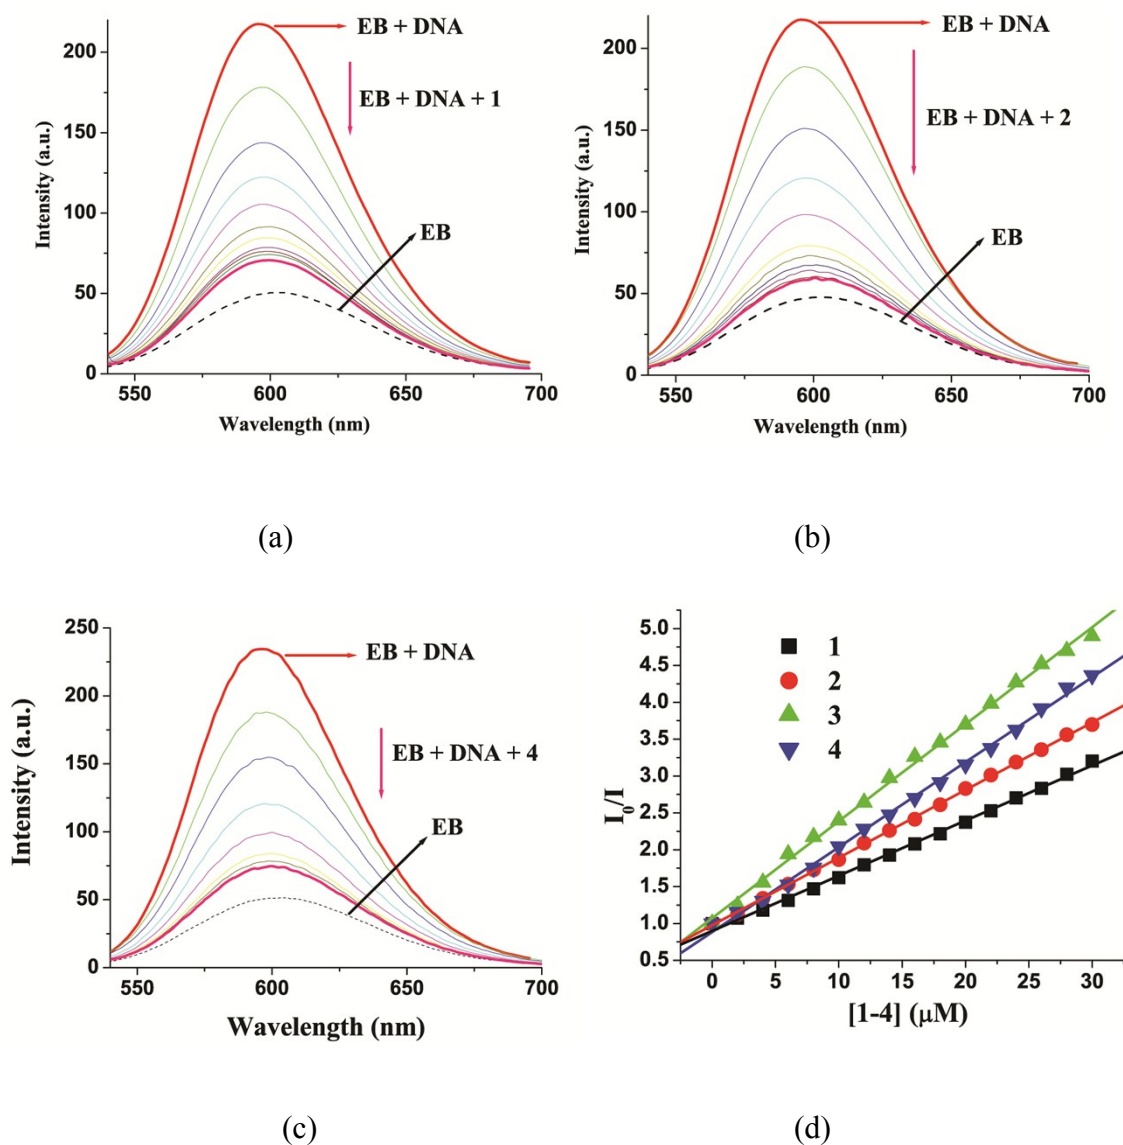 EB + DNA
EB + DNA + 1
EB
200
150
100
50
0
550
600
650
700
Intensity (a.u.)
Wavelength (nm)
(a)
EB + DNA
EB + DNA + 2
EB
200
150
100
50
0
550
600
650
700
Intensity (a.u.)
Wavelength (nm)
(b)
EB + DNA
EB + DNA + 4
EB
250
200
150
100
50
0
550
600
650
700
Intensity (a.u.)
Wavelength (nm)
(c)
1
2
3
4
5.0
4.5
4.0
3.5
3.0
2.5
2.0
1.5
1.0
0.5
0
5
10
15
20
25
30
I₀/I
[1-4] (μM)
(d)